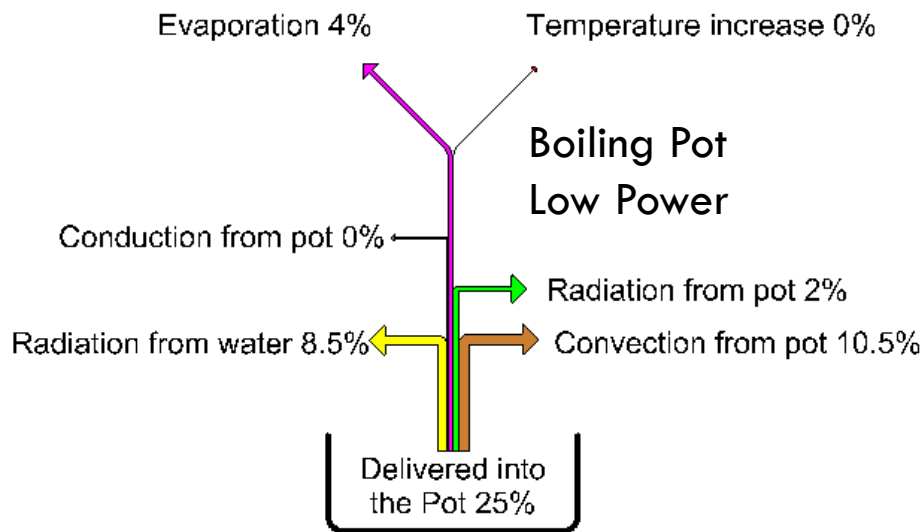 Evaporation 4%
Temperature increase 0%
Boiling Pot
Low Power
Conduction from pot 0%
Radiation from pot 2%
Radiation from water 8.5%
Convection from pot 10.5%
Delivered into
the Pot 25%